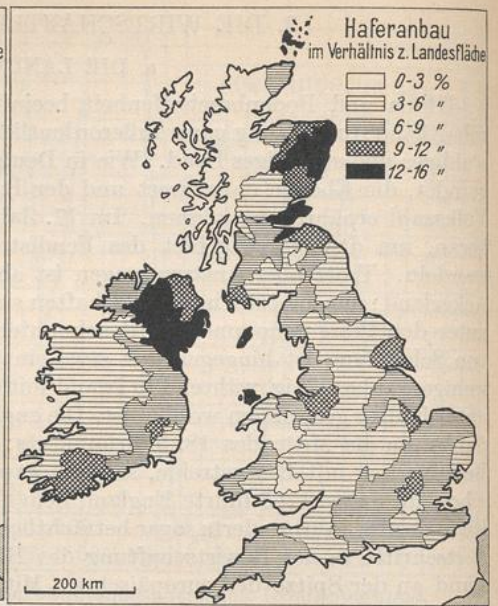 Haferanbau
im Verhältnis z. Landesfläche
0-3 %
3-6 "
6-9 "
9-12 "
12-16 "
200 km